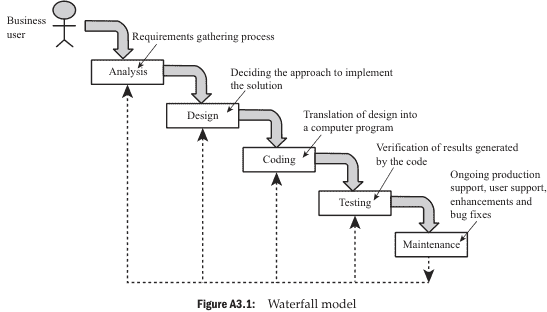 Business
user
Requirements gathering process
Analysis
Deciding the approach to implement
the solution
Design
Translation of design into
a computer program
Coding
Verification of results generated
by the code
Testing
Ongoing production
support, user support,
enhancements and
bug fixes
Maintenance
Figure A3.1: Waterfall model